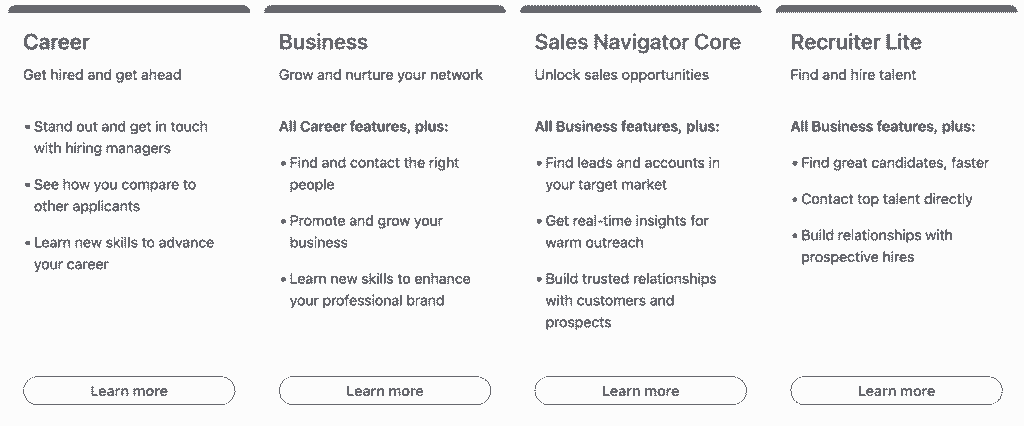 Career
Get hired and get ahead
• Stand out and get in touch
with hiring managers
• See how you compare to
other applicants
• Learn new skills to advance
your career
Learn more
Business
Grow and nurture your network
All Career features, plus:
• Find and contact the right
people
• Promote and grow your
business
• Learn new skills to enhance
your professional brand
Learn more
Sales Navigator Core
Unlock sales opportunities
All Business features, plus:
• Find leads and accounts in
your target market
• Get real-time insights for
warm outreach
• Build trusted relationships
with customers and
prospects
Learn more
Recruiter Lite
Find and hire talent
All Business features, plus:
• Find great candidates, faster
• Contact top talent directly
• Build relationships with
prospective hires
Learn more